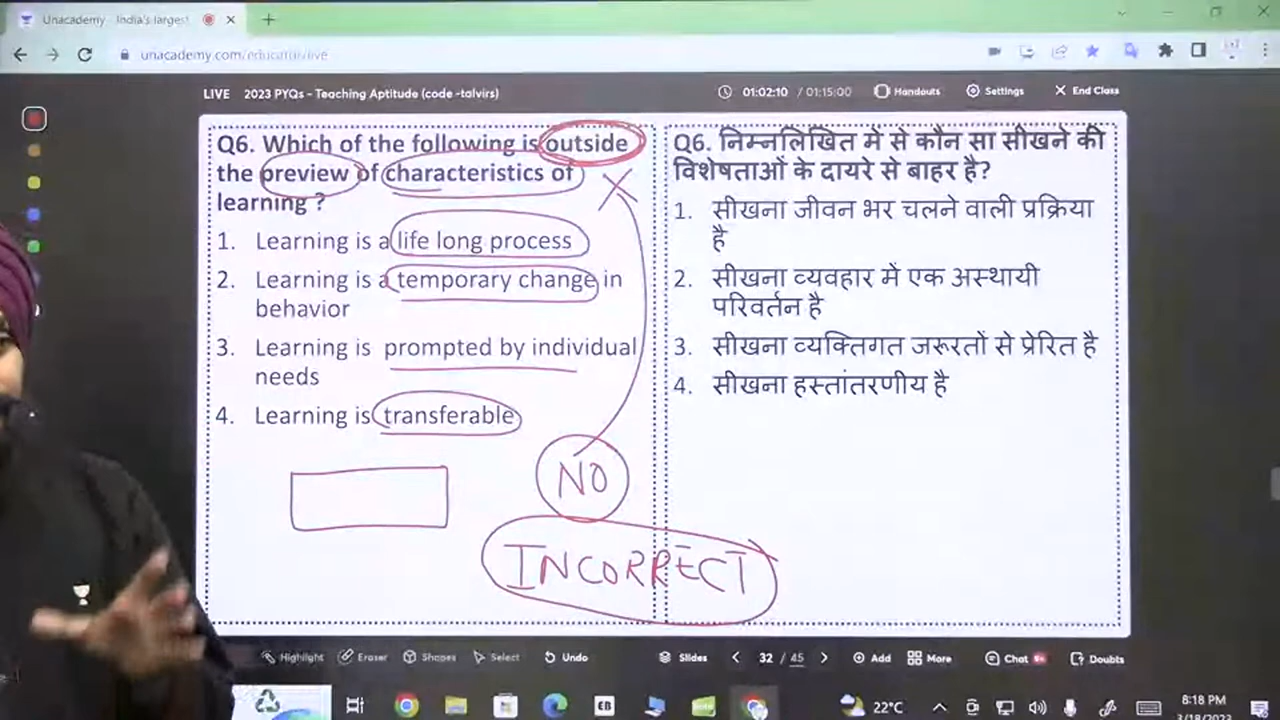 Unacademy - India's largest
unacademy.com/educator/live
LIVE 2023 PYQs - Teaching Aptitude (code -talvirs)
01:02:10 / 01:15:00
Handouts
Settings
End Class
Q6. Which of the following is outside
the preview of characteristics of
learning ?
1. Learning is a life long process
2. Learning is a temporary change in
behavior
3. Learning is prompted by individual
needs
4. Learning is transferable
NO
INCORRECT
Q6. निम्नलिखित में से कौन सा सीखने की
विशेषताओं के दायरे से बाहर है?
1. सीखना जीवन भर चलने वाली प्रक्रिया
है
2. सीखना व्यवहार में एक अस्थायी
परिवर्तन है
3. सीखना व्यक्तिगत जरूरतों से प्रेरित है
4. सीखना हस्तांतरणीय है
Highlight
Eraser
Shapes
Select
Undo
Slides
32 / 45
Add
More
Chat
Doubts
EB
22°C
8:18 PM
3/18/2023